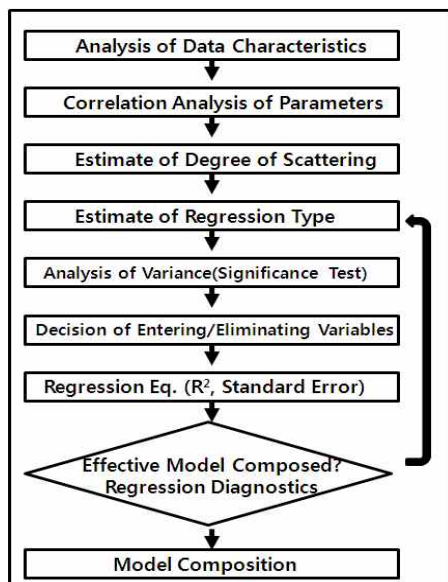 Analysis of Data Characteristics
Correlation Analysis of Parameters
Estimate of Degree of Scattering
Estimate of Regression Type
Analysis of Variance(Significance Test)
Decision of Entering/Eliminating Variables
Regression Eq. (R², Standard Error)
Effective Model Composed?
Regression Diagnostics
Model Composition